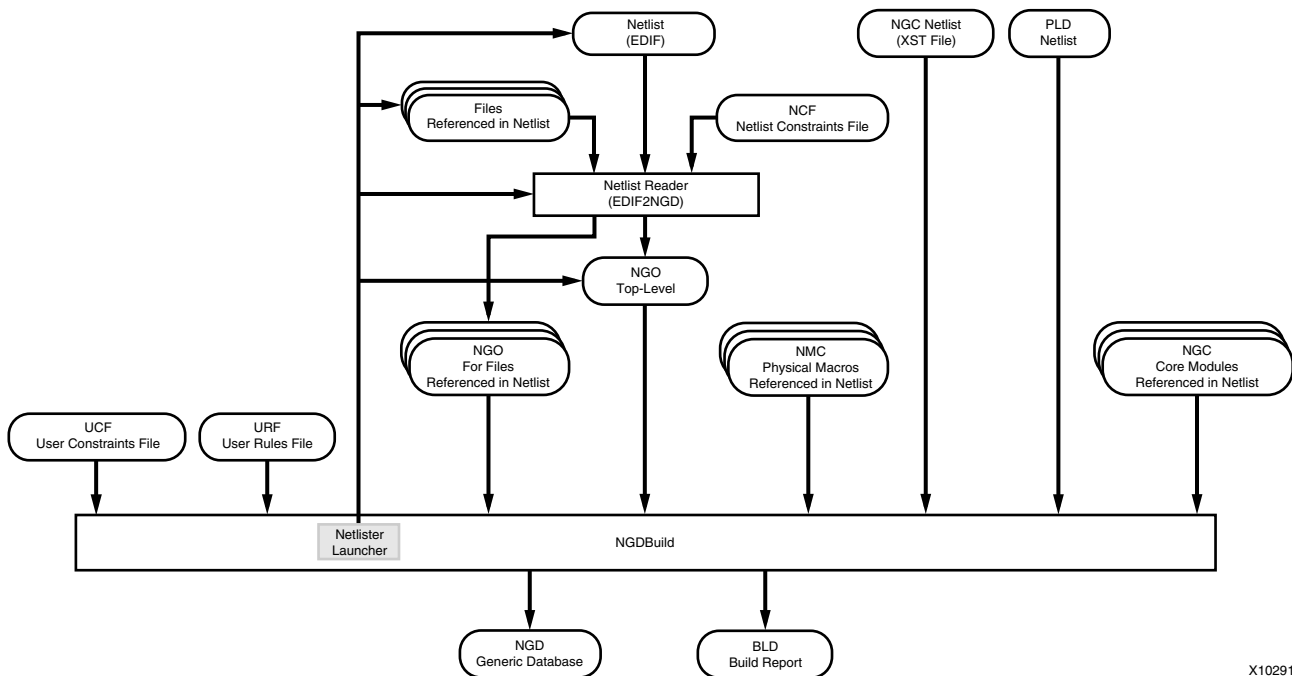 Netlist
(EDIF)
NGC Netlist
(XST File)
PLD
Netlist
Files
Referenced in Netlist
NCF
Netlist Constraints File
Netlist Reader
(EDIF2NGD)
NGO
Top-Level
NGO
For Files
Referenced in Netlist
NMC
Physical Macros
Referenced in Netlist
NGC
Core Modules
Referenced in Netlist
UCF
User Constraints File
URF
User Rules File
Netlister
Launcher
NGDBuild
NGD
Generic Database
BLD
Build Report
X10291